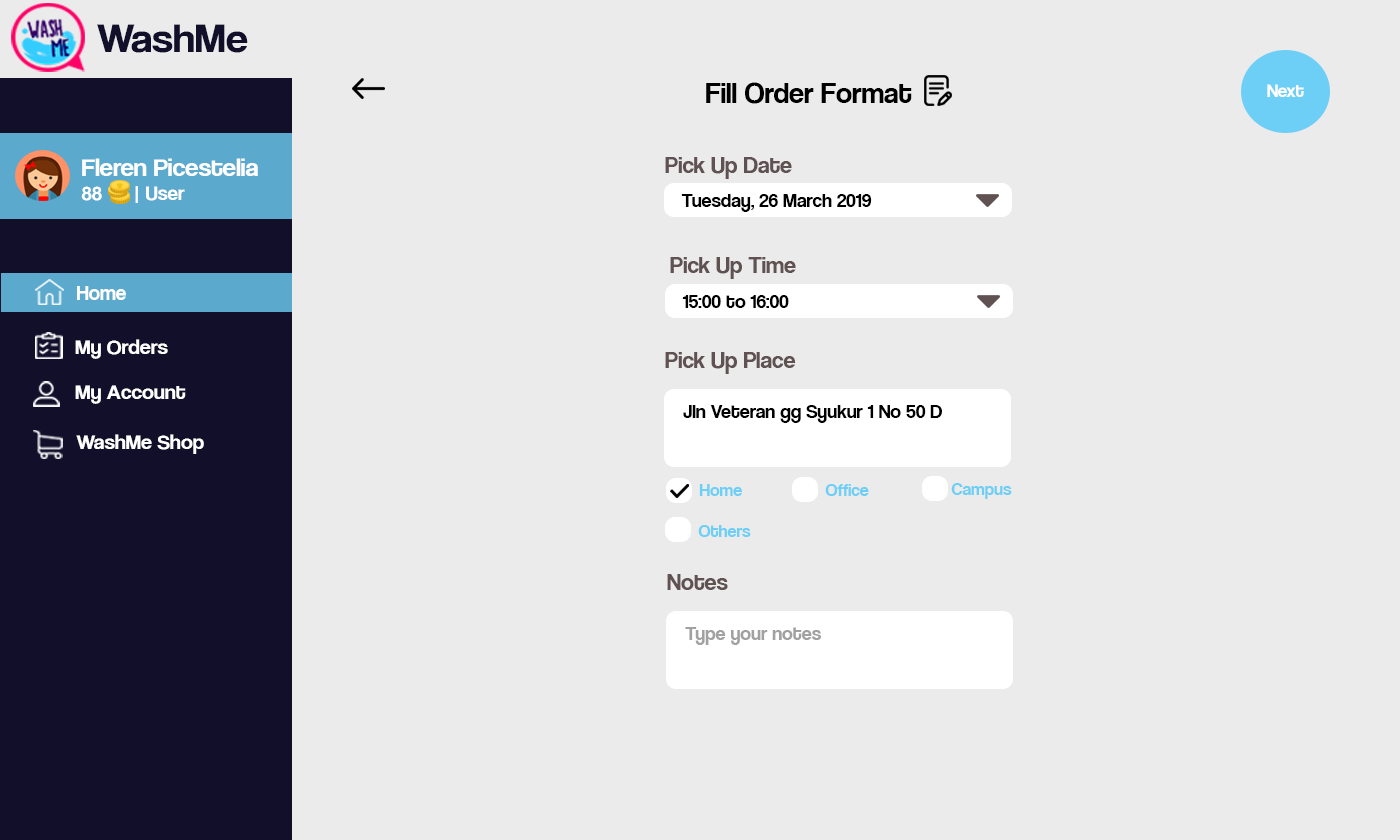 WASH
ME
WashMe
Fleren Picestelia
88 | User
Home
My Orders
My Account
WashMe Shop
Fill Order Format
Next
Pick Up Date
Tuesday, 26 March 2019
Pick Up Time
15:00 to 16:00
Pick Up Place
Jln Veteran gg Syukur 1 No 50 D
Home
Office
Campus
Others
Notes
Type your notes